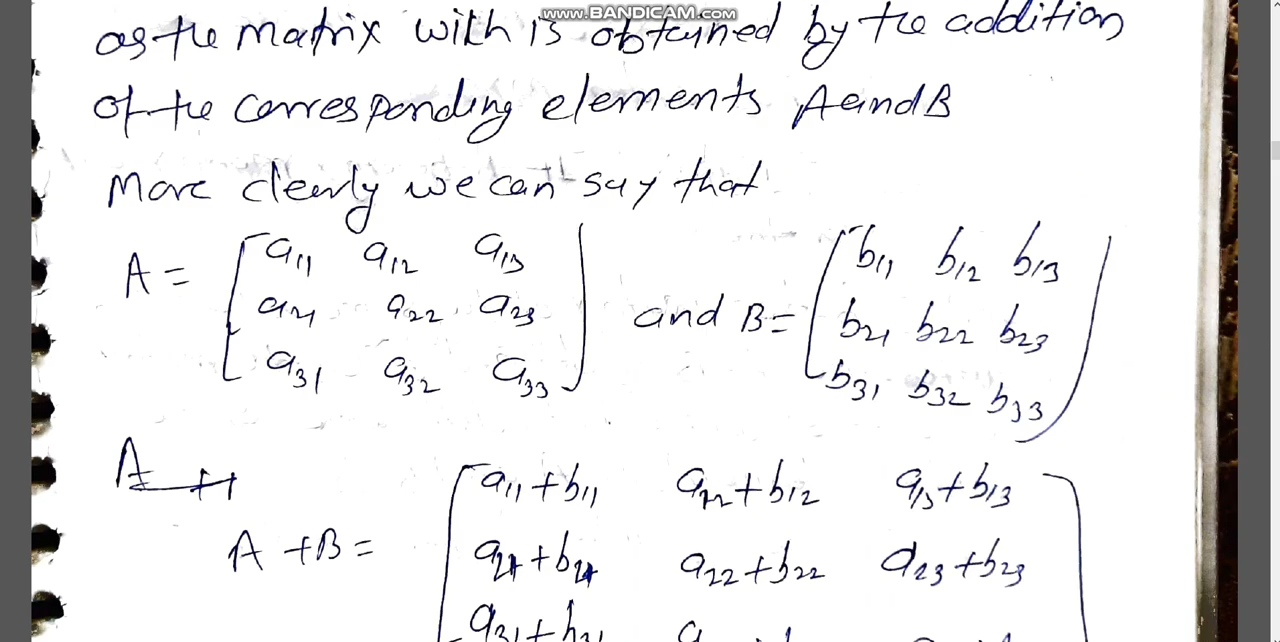 www.BANDICAM.com
as the matrix with is obtained by the addition
of the corresponding elements A and B
More clearly we can say that
A = [ a11 a12 a13
a21 a22 a23
a31 a32 a33 ]
and B = [ b11 b12 b13
b21 b22 b23
b31 b32 b33 ]
A
A + B = [ a11 + b11 a12 + b12 a13 + b13
a21 + b21 a22 + b22 a23 + b23
a31 + b31